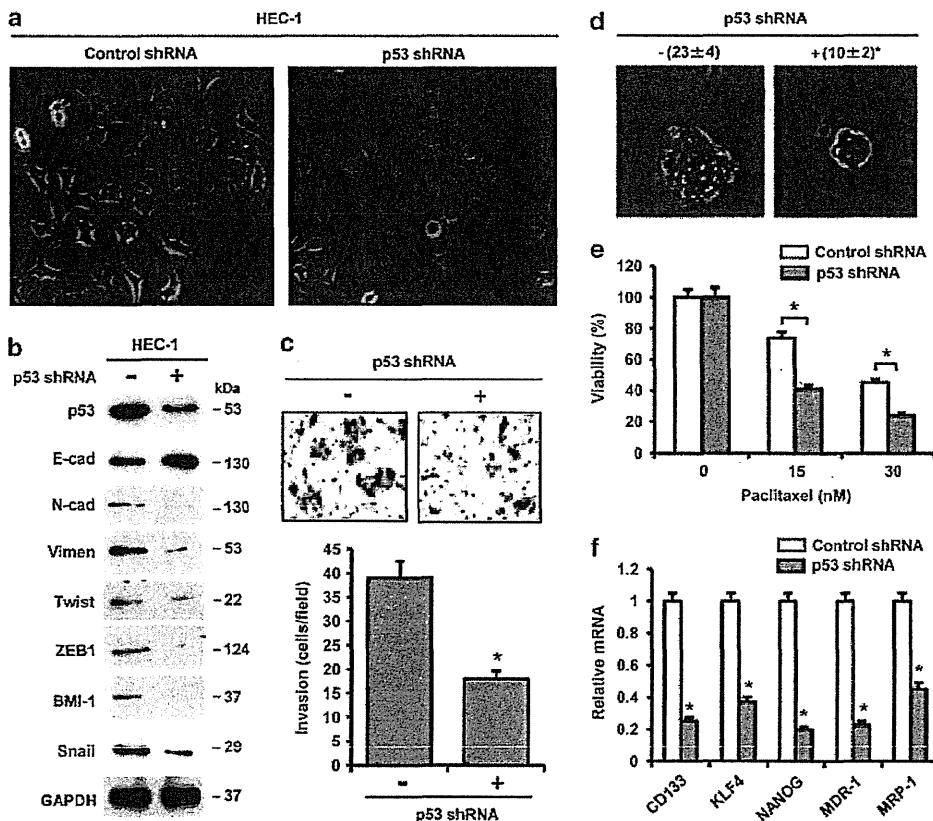 a
HEC-1
Control shRNA
p53 shRNA
b
HEC-1
p53 shRNA - +
kDa
p53 - 53
E-cad - 130
N-cad - 130
Vimen - 53
Twist - 22
ZEB1 - 124
BMI-1 - 37
Snail - 29
GAPDH - 37
c
p53 shRNA
- +
Invasion (cells/field)
45
40
35
30
25
20
15
10
5
0
*
- +
p53 shRNA
d
p53 shRNA
- (23±4)
+ (10±2)*
e
Control shRNA
p53 shRNA
Viability (%)
120
100
80
60
40
20
0
*
*
0 15 30
Paclitaxel (nM)
f
Control shRNA
p53 shRNA
Relative mRNA
1.2
1
0.8
0.6
0.4
0.2
0
* * * * *
CD133 KLF4 NANOG MDR-1 MRP-1